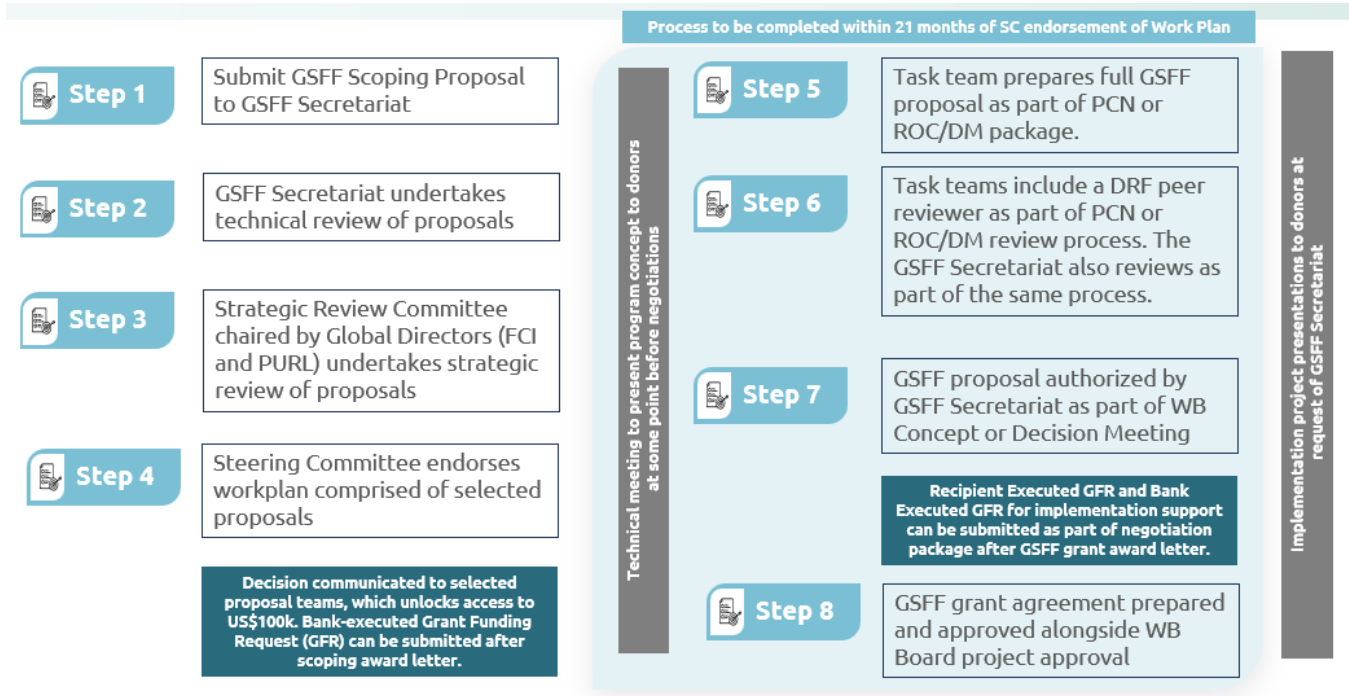 Process to be completed within 21 months of SC endorsement of Work Plan
Step 1
Submit GSFF Scoping Proposal
to GSFF Secretariat
Step 2
GSFF Secretariat undertakes
technical review of proposals
Step 3
Strategic Review Committee
chaired by Global Directors (FCI
and PURL) undertakes strategic
review of proposals
Step 4
Steering Committee endorses
workplan comprised of selected
proposals
Decision communicated to selected
proposal teams, which unlocks access to
US$100k. Bank-executed Grant Funding
Request (GFR) can be submitted after
scoping award letter.
Technical meeting to present program concept to donors
at some point before negotiations
Step 5
Task team prepares full GSFF
proposal as part of PCN or
ROC/DM package.
Step 6
Task teams include a DRF peer
reviewer as part of PCN or
ROC/DM review process. The
GSFF Secretariat also reviews as
part of the same process.
Step 7
GSFF proposal authorized by
GSFF Secretariat as part of WB
Concept or Decision Meeting
Recipient Executed GFR and Bank
Executed GFR for implementation support
can be submitted as part of negotiation
package after GSFF grant award letter.
Step 8
GSFF grant agreement prepared
and approved alongside WB
Board project approval
Implementation project presentations to donors at
request of GSFF Secretariat